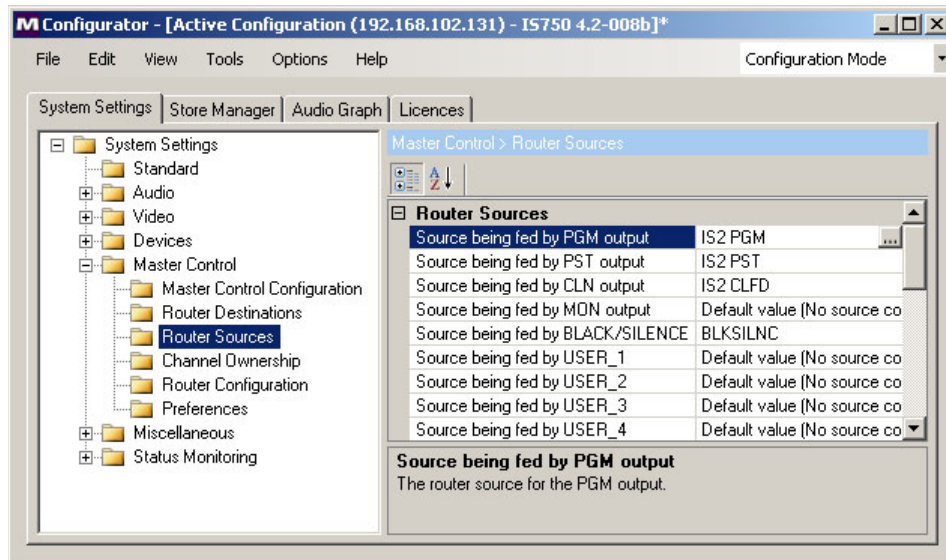 M Configurator - [Active Configuration (192.168.102.131) - IS750 4.2-008b]*
File Edit View Tools Options Help Configuration Mode
System Settings Store Manager Audio Graph Licences
System Settings
Standard
Audio
Video
Devices
Master Control
Master Control Configuration
Router Destinations
Router Sources
Channel Ownership
Router Configuration
Preferences
Miscellaneous
Status Monitoring
Master Control > Router Sources
A Z
Router Sources
Source being fed by PGM output IS2 PGM ...
Source being fed by PST output IS2 PST
Source being fed by CLN output IS2 CLFD
Source being fed by MON output Default value (No source co
Source being fed by BLACK/SILENCE BLKSILNC
Source being fed by USER_1 Default value (No source co
Source being fed by USER_2 Default value (No source co
Source being fed by USER_3 Default value (No source co
Source being fed by USER_4 Default value (No source co
Source being fed by PGM output
The router source for the PGM output.